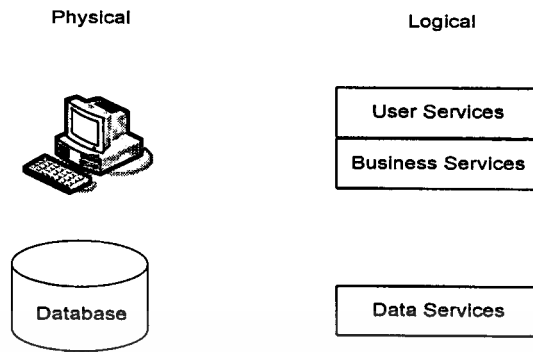 Physical
Logical
User Services
Business Services
Database
Data Services